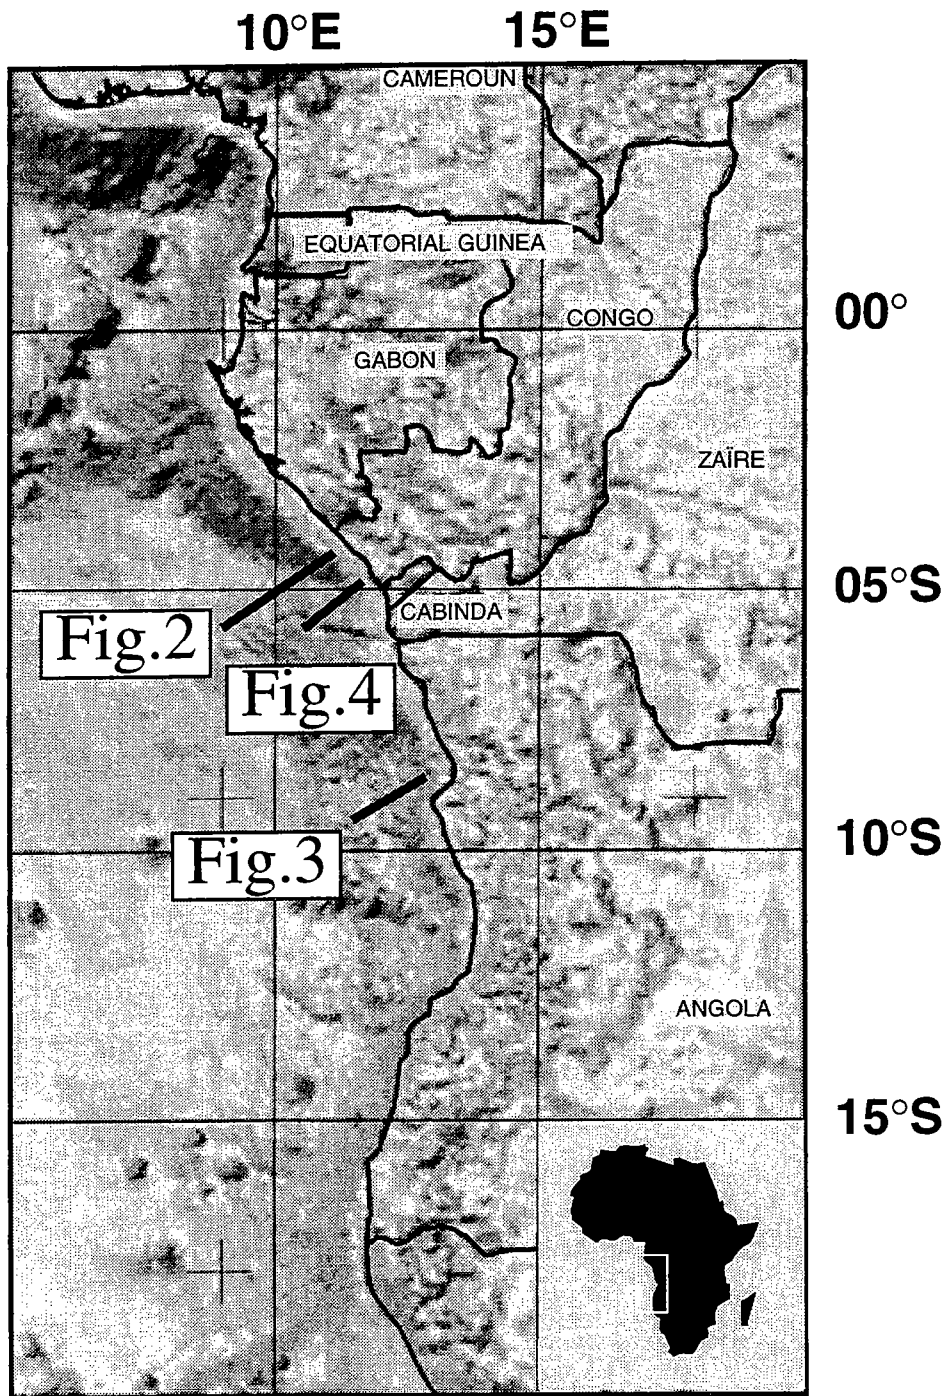 10°E 15°E
CAMEROUN
EQUATORIAL GUINEA
00°
CONGO
GABON
ZAÏRE
05°S
CABINDA
Fig.2
Fig.4
10°S
Fig.3
ANGOLA
15°S